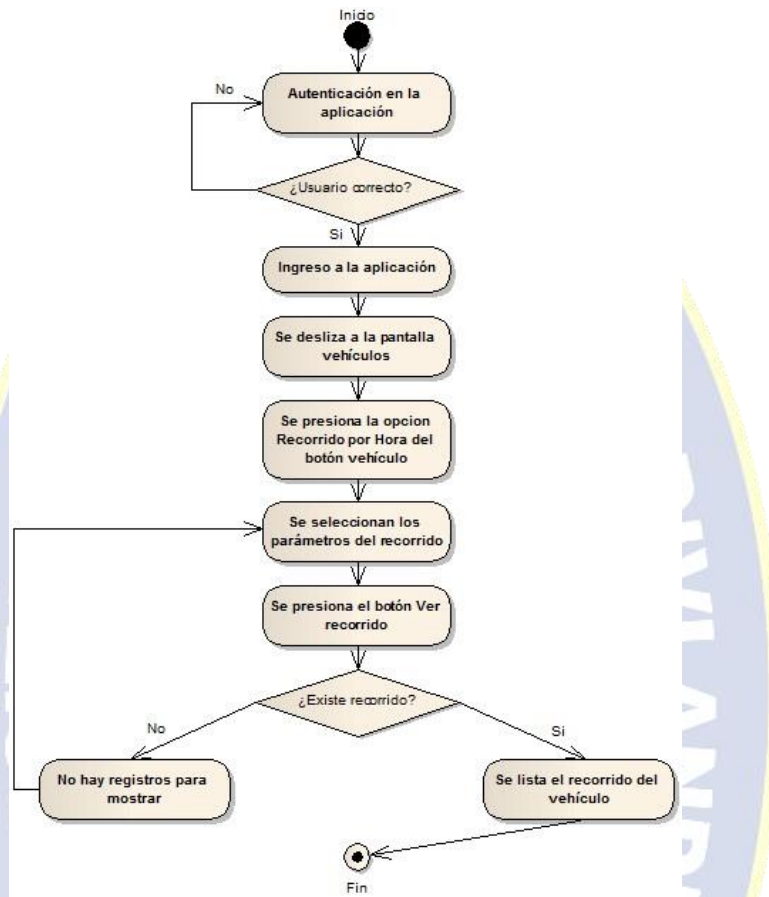 Inicio
Autenticación en la
aplicación
No
¿Usuario correcto?
Si
Ingreso a la aplicación
Se desliza a la pantalla
vehículos
Se presiona la opcion
Recorrido por Hora del
botón vehículo
Se seleccionan los
parámetros del recorrido
Se presiona el botón Ver
recorrido
¿Existe recorrido?
No
Si
No hay registros para
mostrar
Se lista el recorrido del
vehículo
Fin